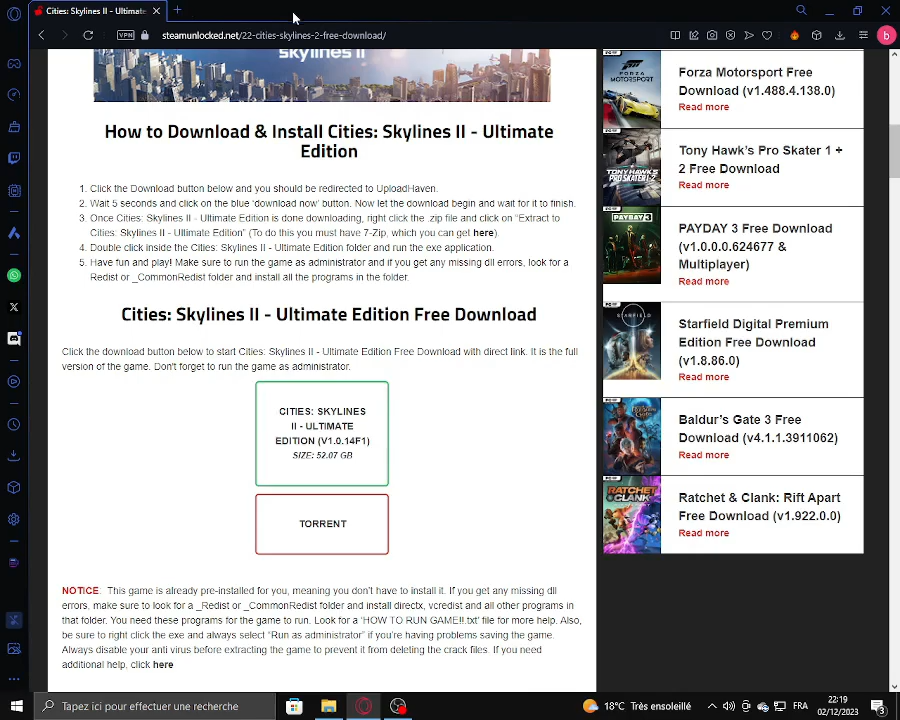 Cities: Skylines II - Ultimate
VPN
steamunlocked.net/22-cities-skylines-2-free-download/
b
skylines II
How to Download & Install Cities: Skylines II - Ultimate
Edition
1. Click the Download button below and you should be redirected to UploadHaven.
2. Wait 5 seconds and click on the blue ‘download now’ button. Now let the download begin and wait for it to finish.
3. Once Cities: Skylines II - Ultimate Edition is done downloading, right click the .zip file and click on “Extract to
Cities: Skylines II - Ultimate Edition” (To do this you must have 7-Zip, which you can get here).
4. Double click inside the Cities: Skylines II - Ultimate Edition folder and run the exe application.
5. Have fun and play! Make sure to run the game as administrator and if you get any missing dll errors, look for a
Redist or _CommonRedist folder and install all the programs in the folder.
Cities: Skylines II - Ultimate Edition Free Download
Click the download button below to start Cities: Skylines II - Ultimate Edition Free Download with direct link. It is the full
version of the game. Don't forget to run the game as administrator.
CITIES: SKYLINES
II - ULTIMATE
EDITION (V1.0.14F1)
SIZE: 52.07 GB
TORRENT
NOTICE: This game is already pre-installed for you, meaning you don’t have to install it. If you get any missing dll
errors, make sure to look for a _Redist or _CommonRedist folder and install directx, vcredist and all other programs in
that folder. You need these programs for the game to run. Look for a ‘HOW TO RUN GAME!!.txt’ file for more help. Also,
be sure to right click the exe and always select “Run as administrator” if you’re having problems saving the game.
Always disable your anti virus before extracting the game to prevent it from deleting the crack files. If you need
additional help, click here
FORZA
MOTORSPORT
Forza Motorsport Free
Download (v1.488.4.138.0)
Read more
TONY HAWK'S
PRO SKATER 1+2
Tony Hawk’s Pro Skater 1 +
2 Free Download
Read more
PAYDAY 3
PAYDAY 3 Free Download
(v1.0.0.0.624677 &
Multiplayer)
Read more
STARFIELD
Starfield Digital Premium
Edition Free Download
(v1.8.86.0)
Read more
Baldur’s Gate 3 Free
Download (v4.1.1.3911062)
Read more
RATCHET
CLANK
Ratchet & Clank: Rift Apart
Free Download (v1.922.0.0)
Read more
Tapez ici pour effectuer une recherche
18°C Très ensoleillé
FR
22:19
02/12/2023
3